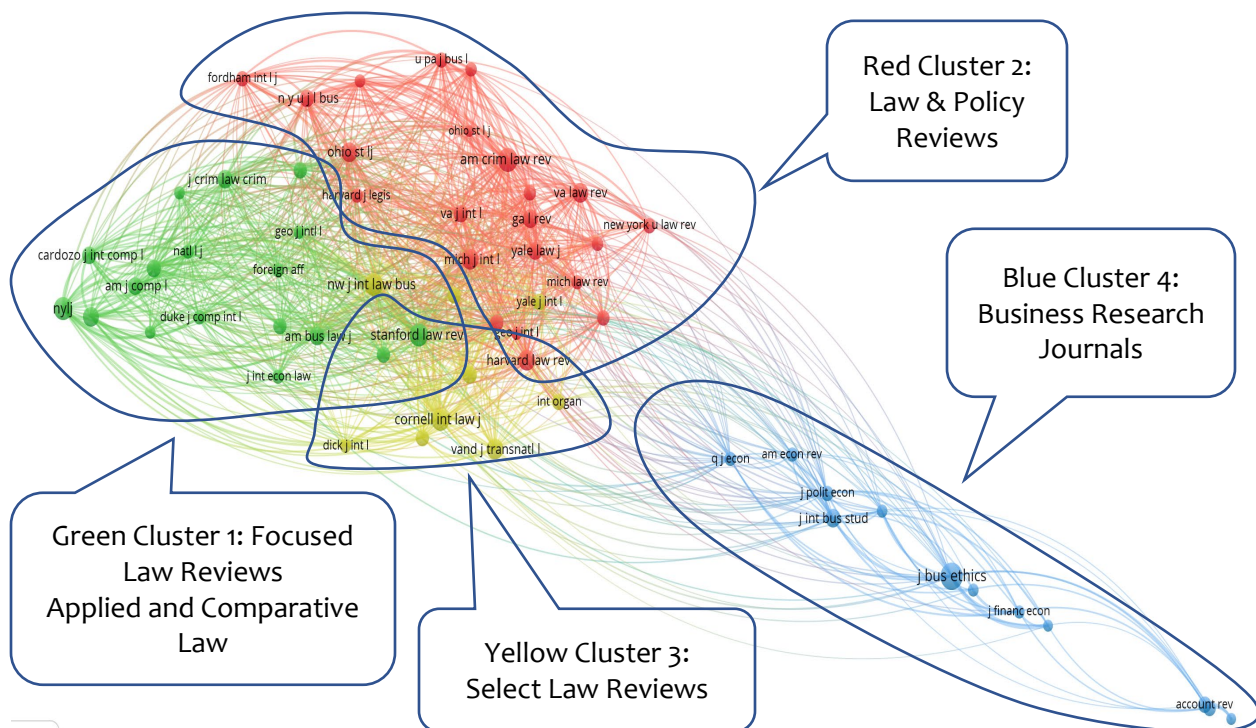 u pa j bus l
fordham int l j
n y u j l bus
ohio st l j
ohio st lj
am crim law rev
j crim law crim
harvard j legis
va law rev
va j int l
ga l rev
new york u law rev
geo j intl l
natl l j
yale law j
cardozo j int comp l
foreign aff
mich j int l
am j comp l
nw j int law bus
mich law rev
yale j int l
nylj
duke j comp int l
am bus law j
stanford law rev
geo j int l
harvard law rev
j int econ law
int organ
cornell int law j
dick j int l
vand j transnatl l
q j econ
am econ rev
j polit econ
j int bus stud
j bus ethics
j financ econ
account rev
Red Cluster 2:
Law & Policy
Reviews
Blue Cluster 4:
Business Research
Journals
Green Cluster 1: Focused
Law Reviews
Applied and Comparative
Law
Yellow Cluster 3:
Select Law Reviews